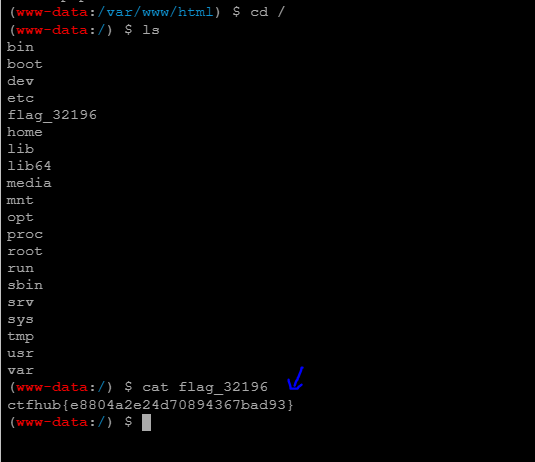 (www-data:/var/www/html) $ cd /
(www-data:/) $ ls
bin
boot
dev
etc
flag_32196
home
lib
lib64
media
mnt
opt
proc
root
run
sbin
srv
sys
tmp
usr
var
(www-data:/) $ cat flag_32196
ctfhub{e8804a2e24d70894367bad93}
(www-data:/) $